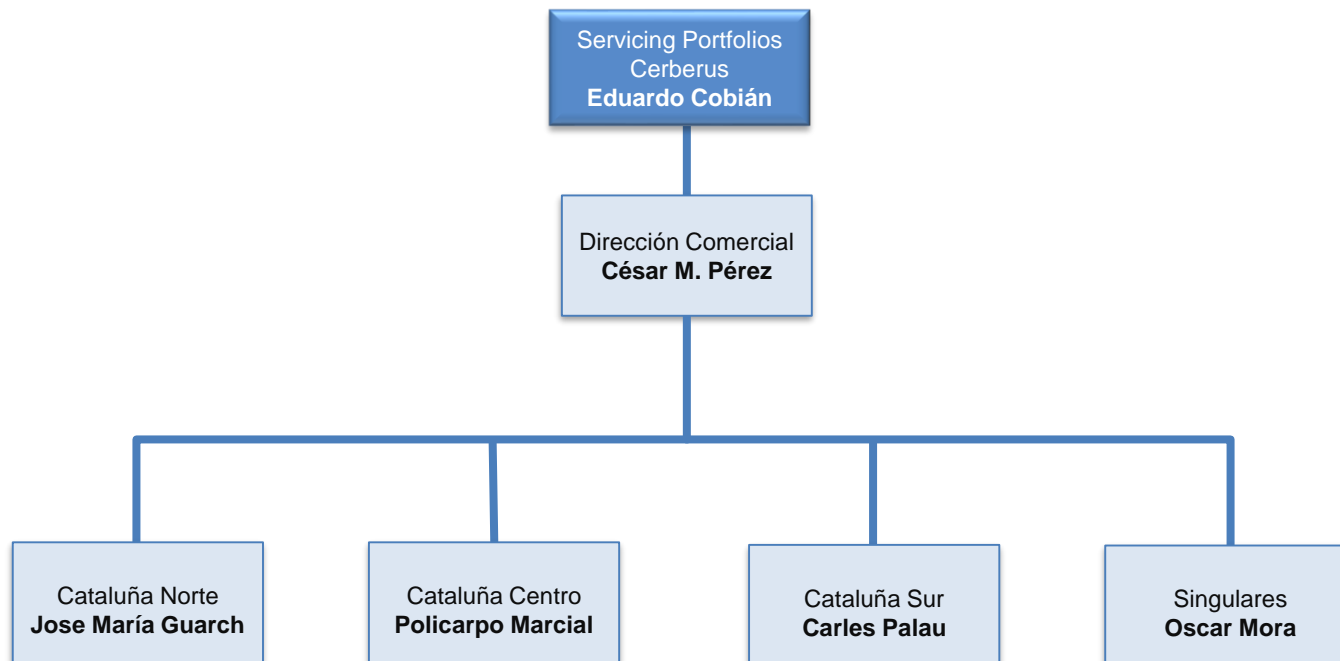 Servicing Portfolios
Cerberus
Eduardo Cobián
Dirección Comercial
César M. Pérez
Cataluña Norte
Jose María Guarch
Cataluña Centro
Policarpo Marcial
Cataluña Sur
Carles Palau
Singulares
Oscar Mora